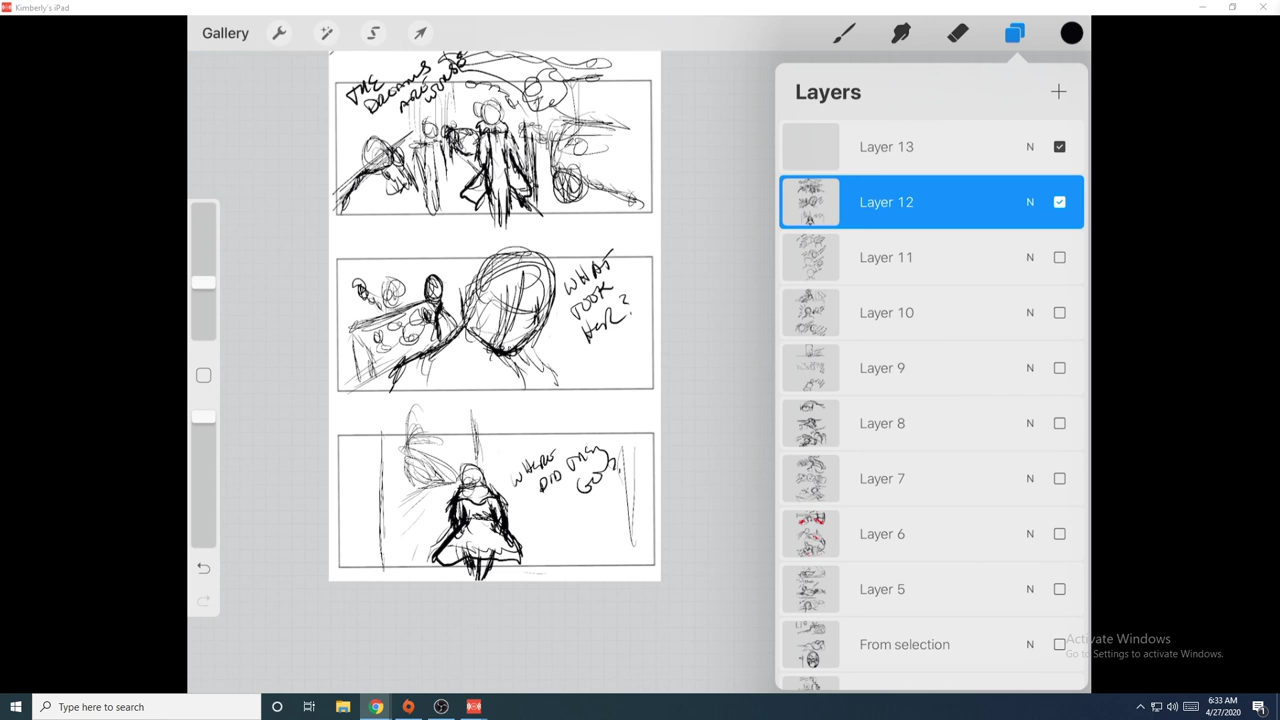 Kimberly's iPad
Gallery
Layers
Layer 13 N
Layer 12 N
Layer 11 N
Layer 10 N
Layer 9 N
Layer 8 N
Layer 7 N
Layer 6 N
Layer 5 N
From selection N
THE
DREAMS
ARE
WORSE
WHAT
TOOK
HER?
WHERE
DID THEY
GO?
Activate Windows
Go to Settings to activate Windows.
Type here to search
6:33 AM
4/27/2020
1